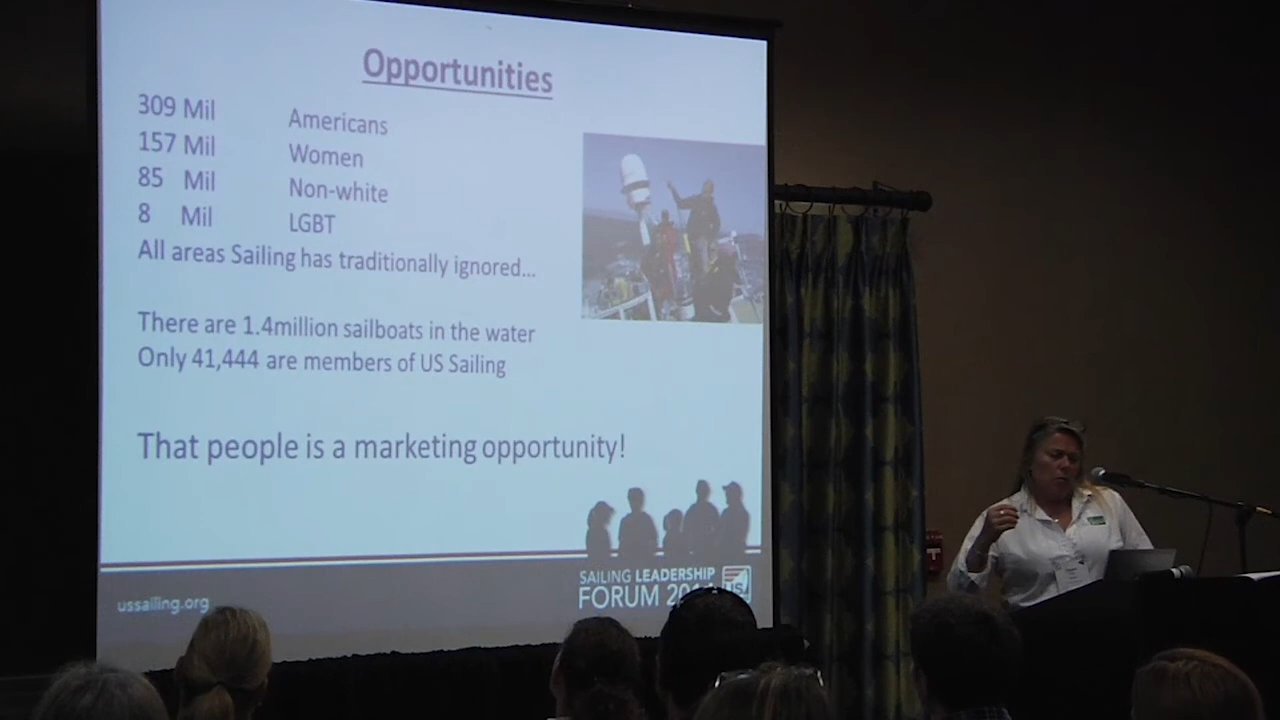 Opportunities
309 Mil Americans
157 Mil Women
85 Mil Non-white
8 Mil LGBT
All areas Sailing has traditionally ignored...
There are 1.4million sailboats in the water
Only 41,444 are members of US Sailing
That people is a marketing opportunity!
SAILING LEADERSHIP
FORUM
US
ussailing.org
T